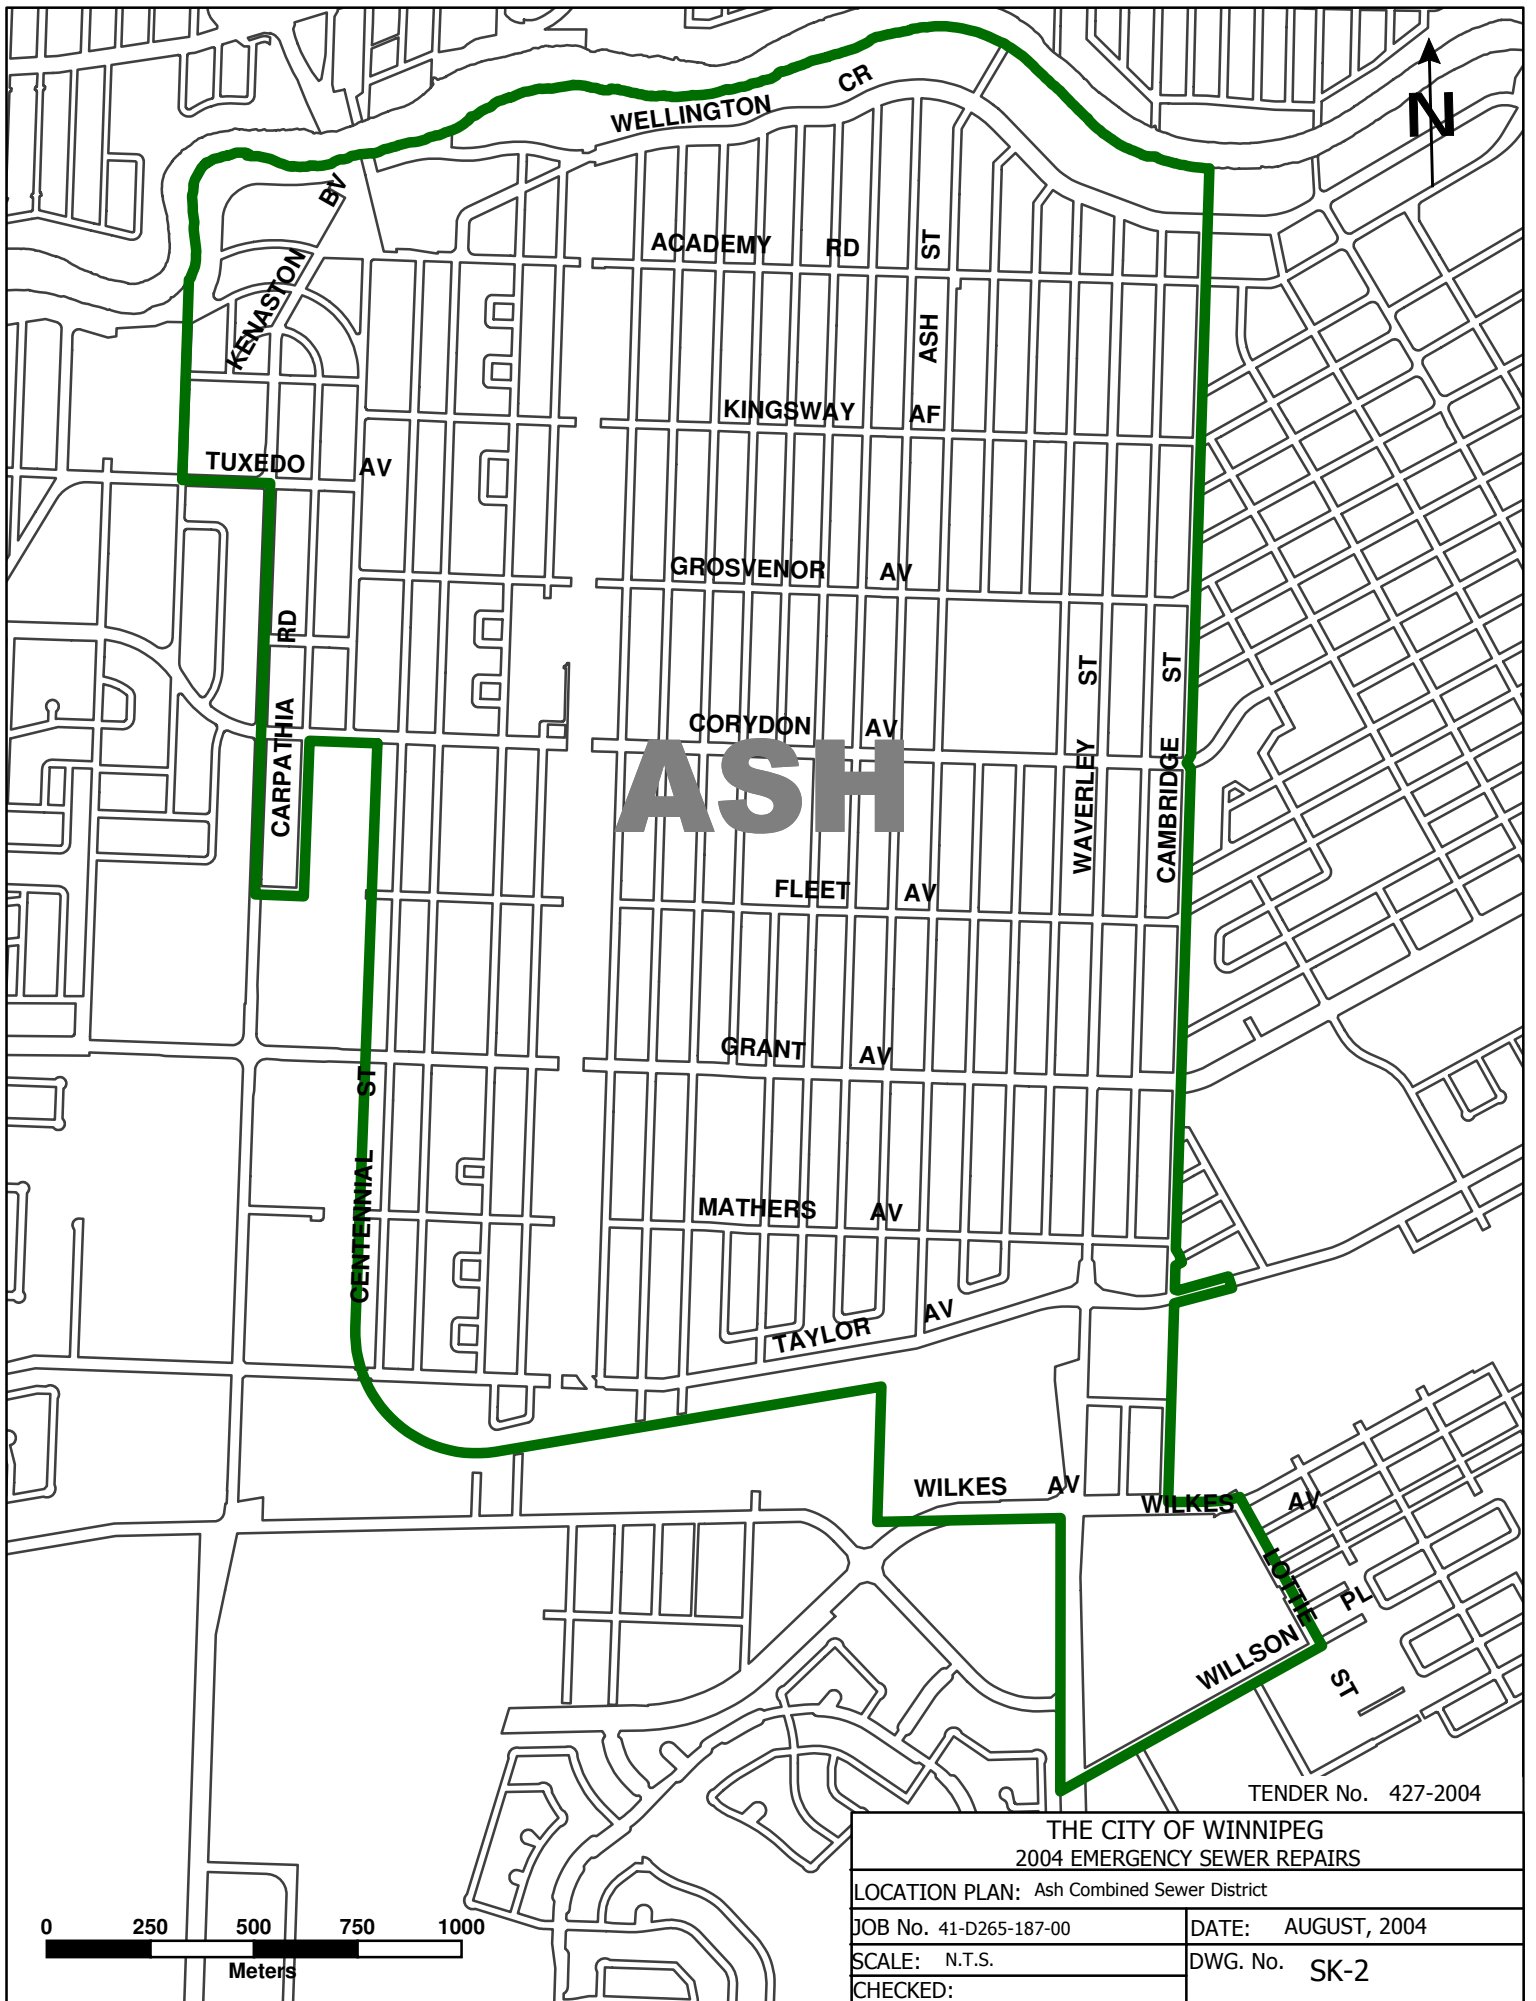 WELLINGTON CR
N
KENASTON BV
ACADEMY RD
ASH ST
KINGSWAY AF
TUXEDO AV
GROSVENOR AV
CARPATHIA RD
WAVERLEY ST
CAMBRIDGE ST
CORYDON AV
ASH
FLEET AV
GRANT AV
CENTENNIAL ST
MATHERS AV
TAYLOR AV
WILKES AV
WILKES AV
LOTTIE ST
WILLSON PL
TENDER No. 427-2004
THE CITY OF WINNIPEG
2004 EMERGENCY SEWER REPAIRS
LOCATION PLAN: Ash Combined Sewer District
JOB No. 41-D265-187-00
DATE: AUGUST, 2004
SCALE: N.T.S.
DWG. No. SK-2
CHECKED:
0 250 500 750 1000
Meters